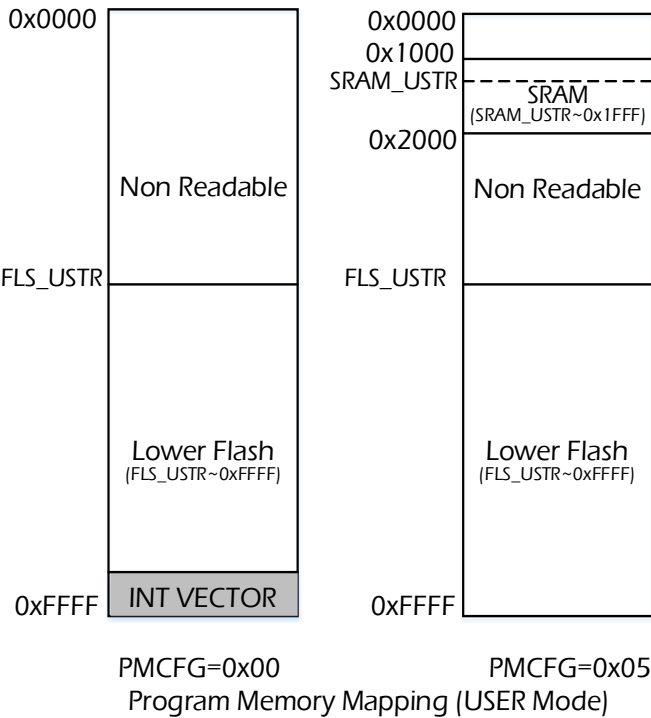 0x0000
Non Readable
FLS_USTR
Lower Flash
(FLS_USTR~0xFFFF)
INT VECTOR
0xFFFF
PMCFG=0x00
0x0000
0x1000
SRAM_USTR
SRAM
(SRAM_USTR~0x1FFF)
0x2000
Non Readable
FLS_USTR
Lower Flash
(FLS_USTR~0xFFFF)
0xFFFF
PMCFG=0x05
Program Memory Mapping (USER Mode)